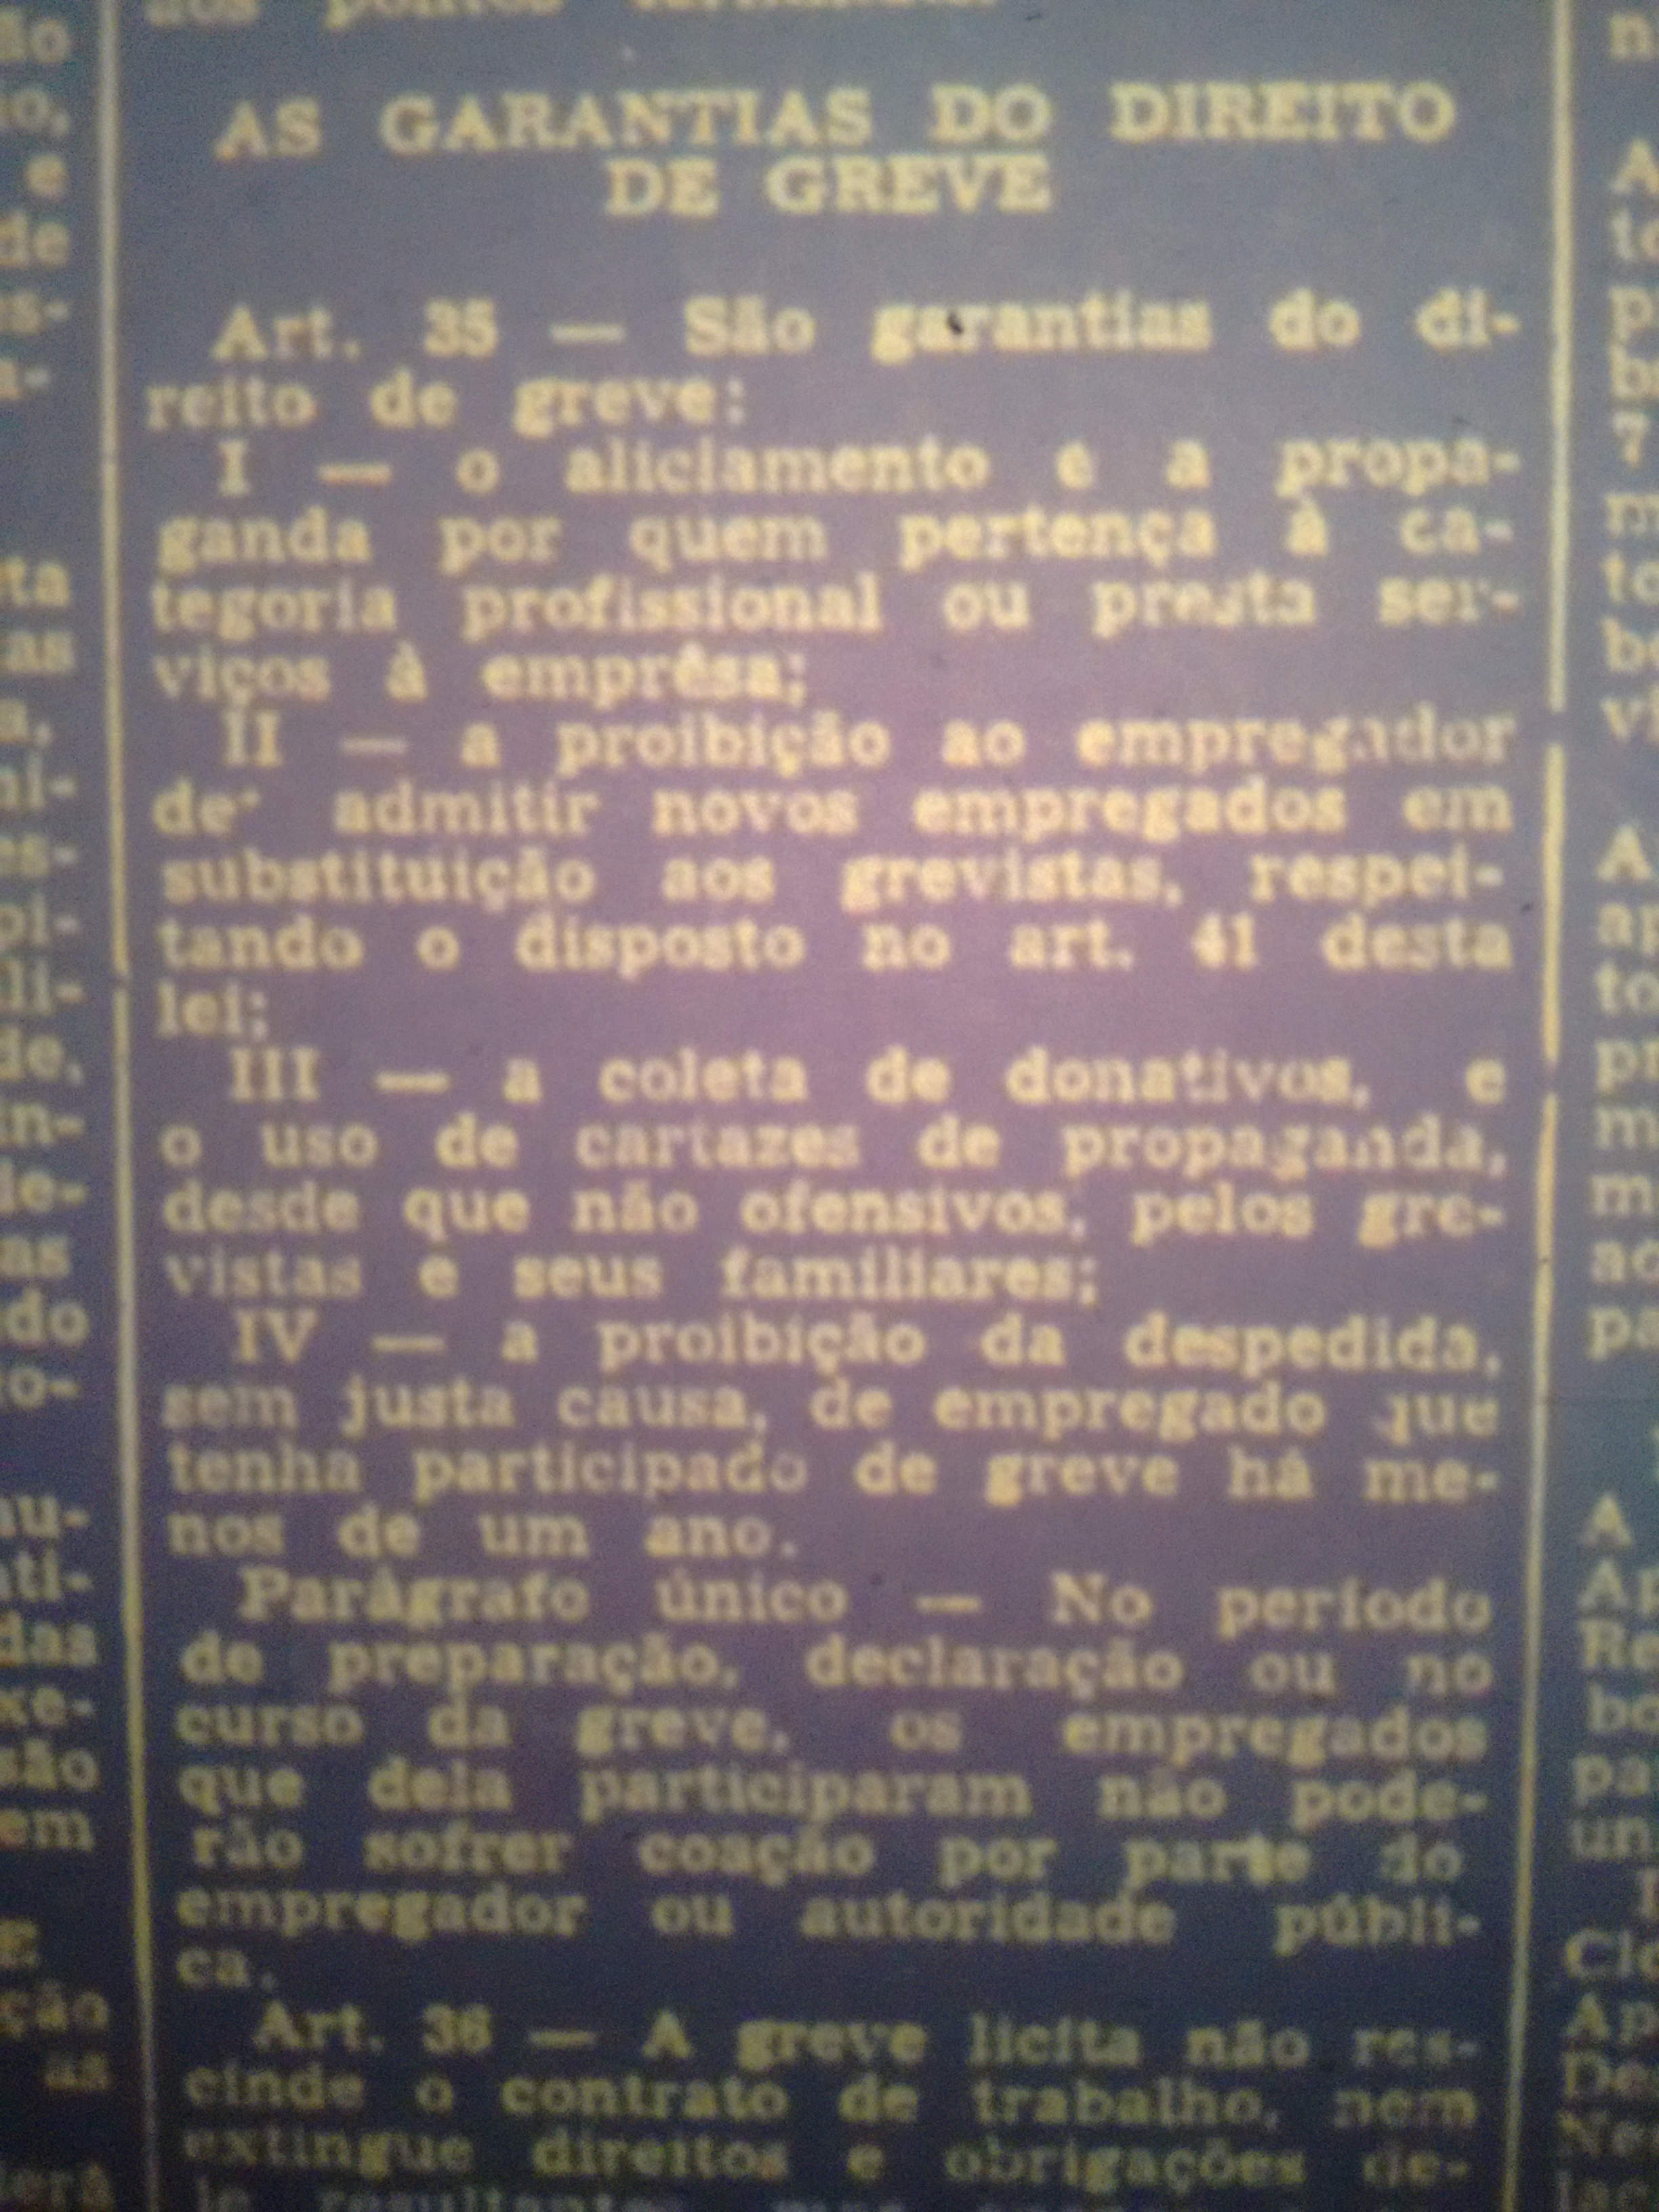 AS GARANTIAS DO DIREITO
DE GREVE
Art. 35 — São garantias do di-
reito de greve:
I — o aliciamento e a propa-
ganda por quem pertença à ca-
tegoria profissional ou presta ser-
viços à emprêsa;
II — a proibição ao empregador
de admitir novos empregados em
substituição aos grevistas, respei-
tando o disposto no art. 41 desta
lei;
III — a coleta de donativos, e
o uso de cartazes de propaganda,
desde que não ofensivos, pelos gre-
vistas e seus familiares;
IV — a proibição da despedida,
sem justa causa, de empregado que
tenha participado de greve há me-
nos de um ano.
Parágrafo único — No período
de preparação, declaração ou no
curso da greve, os empregados
que dela participaram não pode-
rão sofrer coação por parte do
empregador ou autoridade públi-
ca.
Art. 36 — A greve lícita não res-
cinde o contrato de trabalho, nem
extingue direitos e obrigações de-